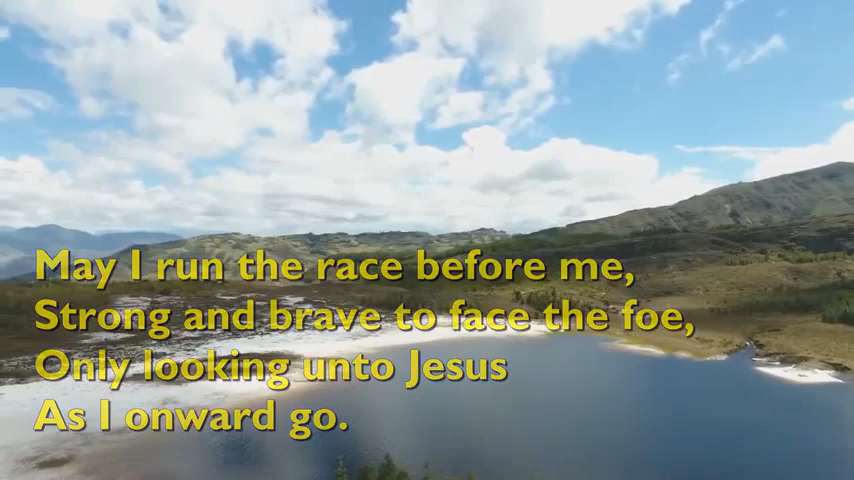 May I run the race before me,
Strong and brave to face the foe,
Only looking unto Jesus
As I onward go.